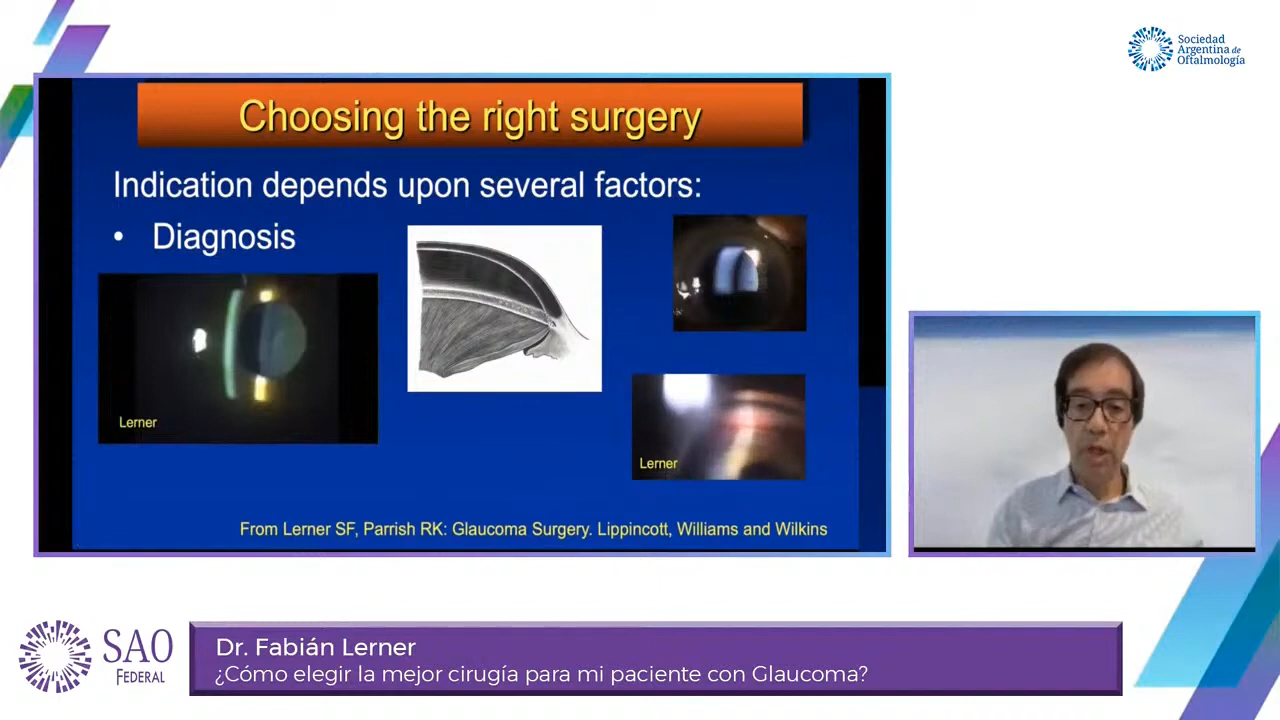 Sociedad
Argentina de
Oftalmología
Choosing the right surgery
Indication depends upon several factors:
• Diagnosis
Lerner
Lerner
From Lerner SF, Parrish RK: Glaucoma Surgery. Lippincott, Williams and Wilkins
SAO
FEDERAL
Dr. Fabián Lerner
¿Cómo elegir la mejor cirugía para mi paciente con Glaucoma?